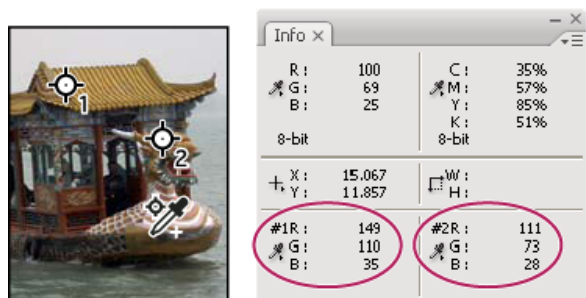 1
2
Info ×
R: 100
G: 69
B: 25
8-bit
C: 35%
M: 57%
Y: 85%
K: 51%
8-bit
X: 15.067
Y: 11.857
W:
H:
#1R: 149
G: 110
B: 35
#2R: 111
G: 73
B: 28